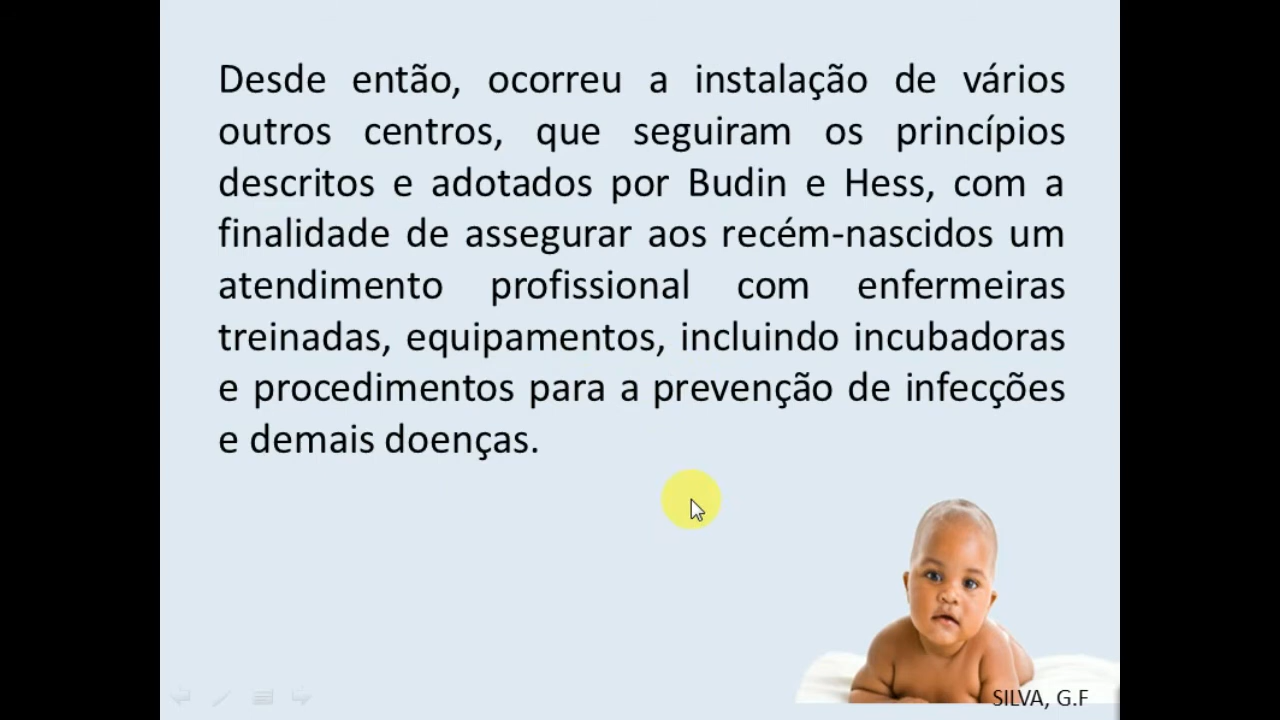 Desde então, ocorreu a instalação de vários
outros centros, que seguiram os princípios
descritos e adotados por Budin e Hess, com a
finalidade de assegurar aos recém-nascidos um
atendimento profissional com enfermeiras
treinadas, equipamentos, incluindo incubadoras
e procedimentos para a prevenção de infecções
e demais doenças.
SILVA, G.F